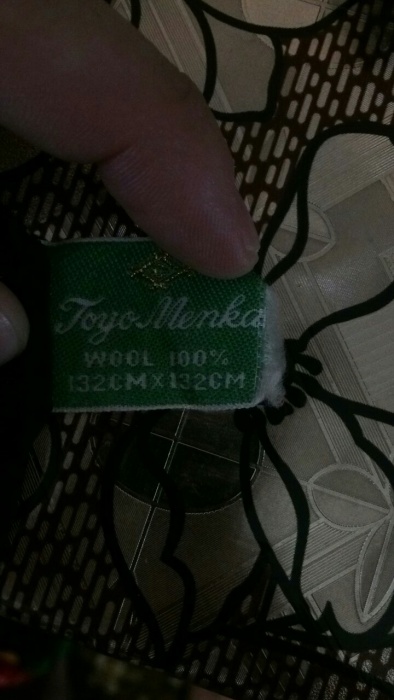 Toyo Menka
WOOL 100%
132CM X 132CM